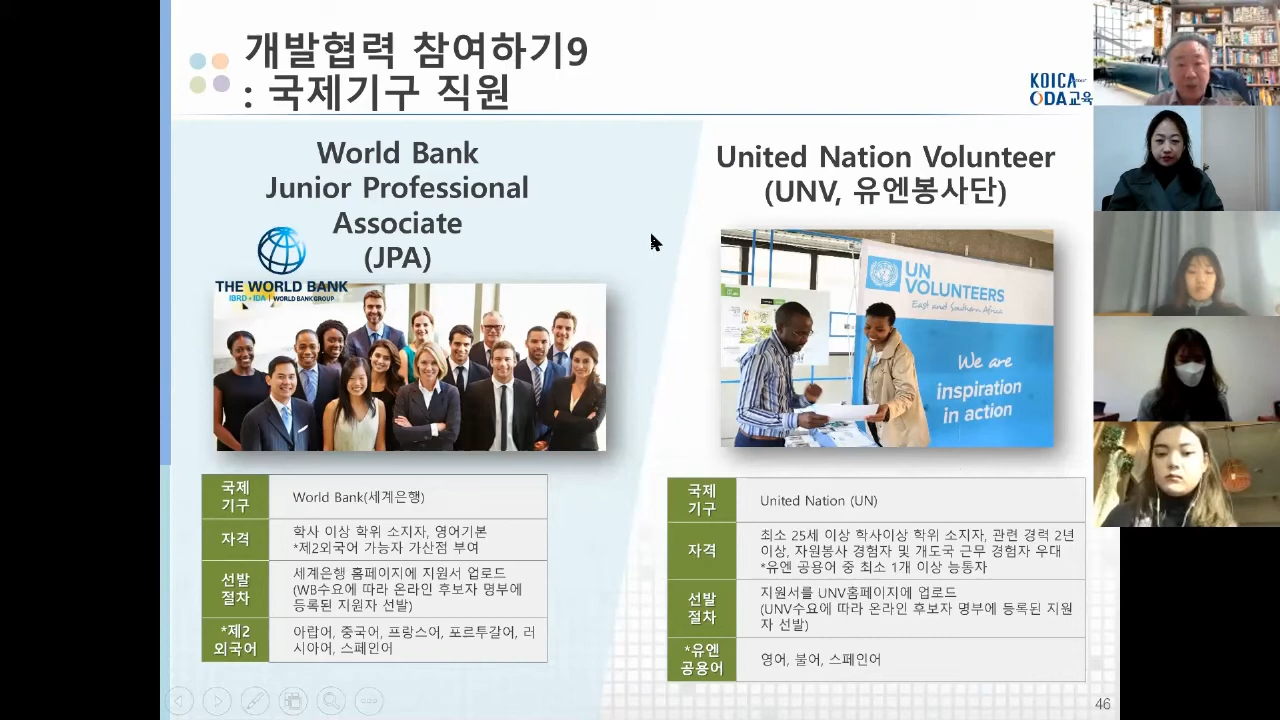 개발협력 참여하기9
: 국제기구 직원
KOICA
ODA교육
World Bank
Junior Professional
Associate
(JPA)
THE WORLD BANK
IBRD • IDA | WORLD BANK GROUP
국제
기구
World Bank(세계은행)
자격
학사 이상 학위 소지자, 영어기본
*제2외국어 가능자 가산점 부여
선발
절차
세계은행 홈페이지에 지원서 업로드
(WB수요에 따라 온라인 후보자 명부에
등록된 지원자 선발)
*제2
외국어
아랍어, 중국어, 프랑스어, 포르투갈어, 러
시아어, 스페인어
United Nation Volunteer
(UNV, 유엔봉사단)
UN
VOLUNTEERS
East and Southern Africa
We are
inspiration
in action
국제
기구
United Nation (UN)
자격
최소 25세 이상 학사이상 학위 소지자, 관련 경력 2년
이상, 자원봉사 경험자 및 개도국 근무 경험자 우대
*유엔 공용어 중 최소 1개 이상 능통자
선발
절차
지원서를 UNV홈페이지에 업로드
(UNV수요에 따라 온라인 후보자 명부에 등록된 지원
자 선발)
*유엔
공용어
영어, 불어, 스페인어
46